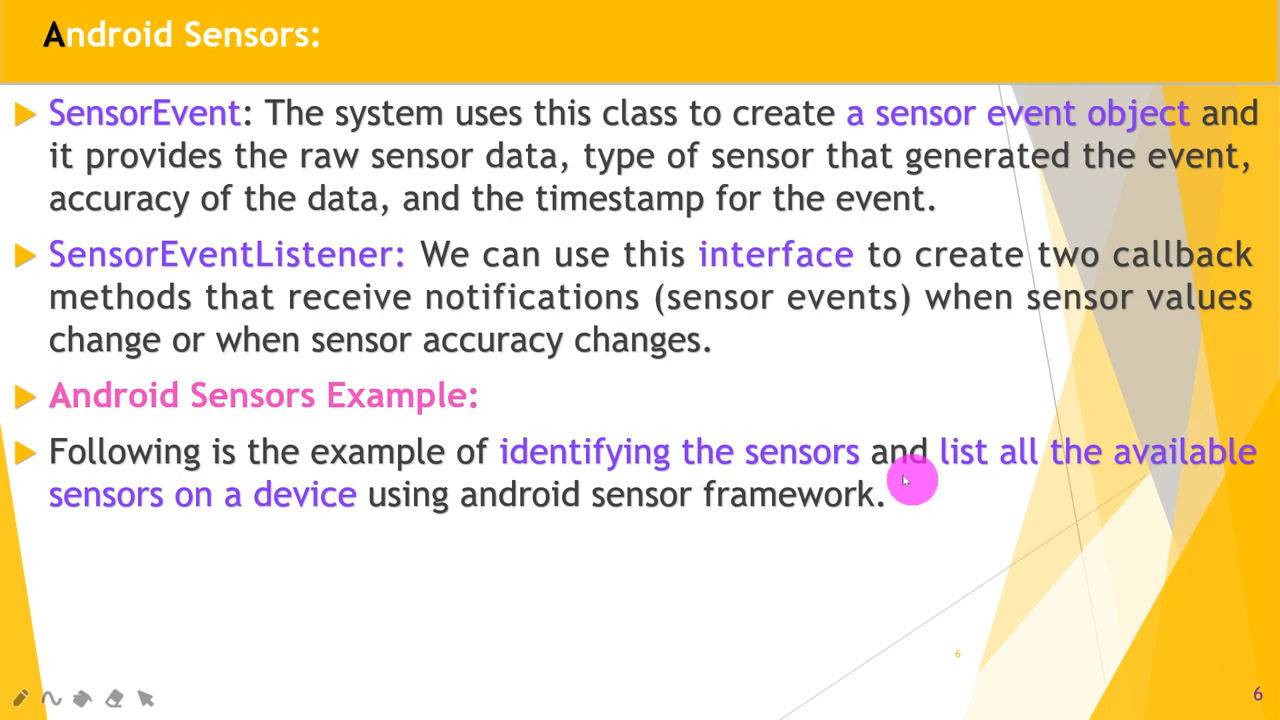 Android Sensors:
SensorEvent: The system uses this class to create a sensor event object and
it provides the raw sensor data, type of sensor that generated the event,
accuracy of the data, and the timestamp for the event.
SensorEventListener: We can use this interface to create two callback
methods that receive notifications (sensor events) when sensor values
change or when sensor accuracy changes.
Android Sensors Example:
Following is the example of identifying the sensors and list all the available
sensors on a device using android sensor framework.
6
6